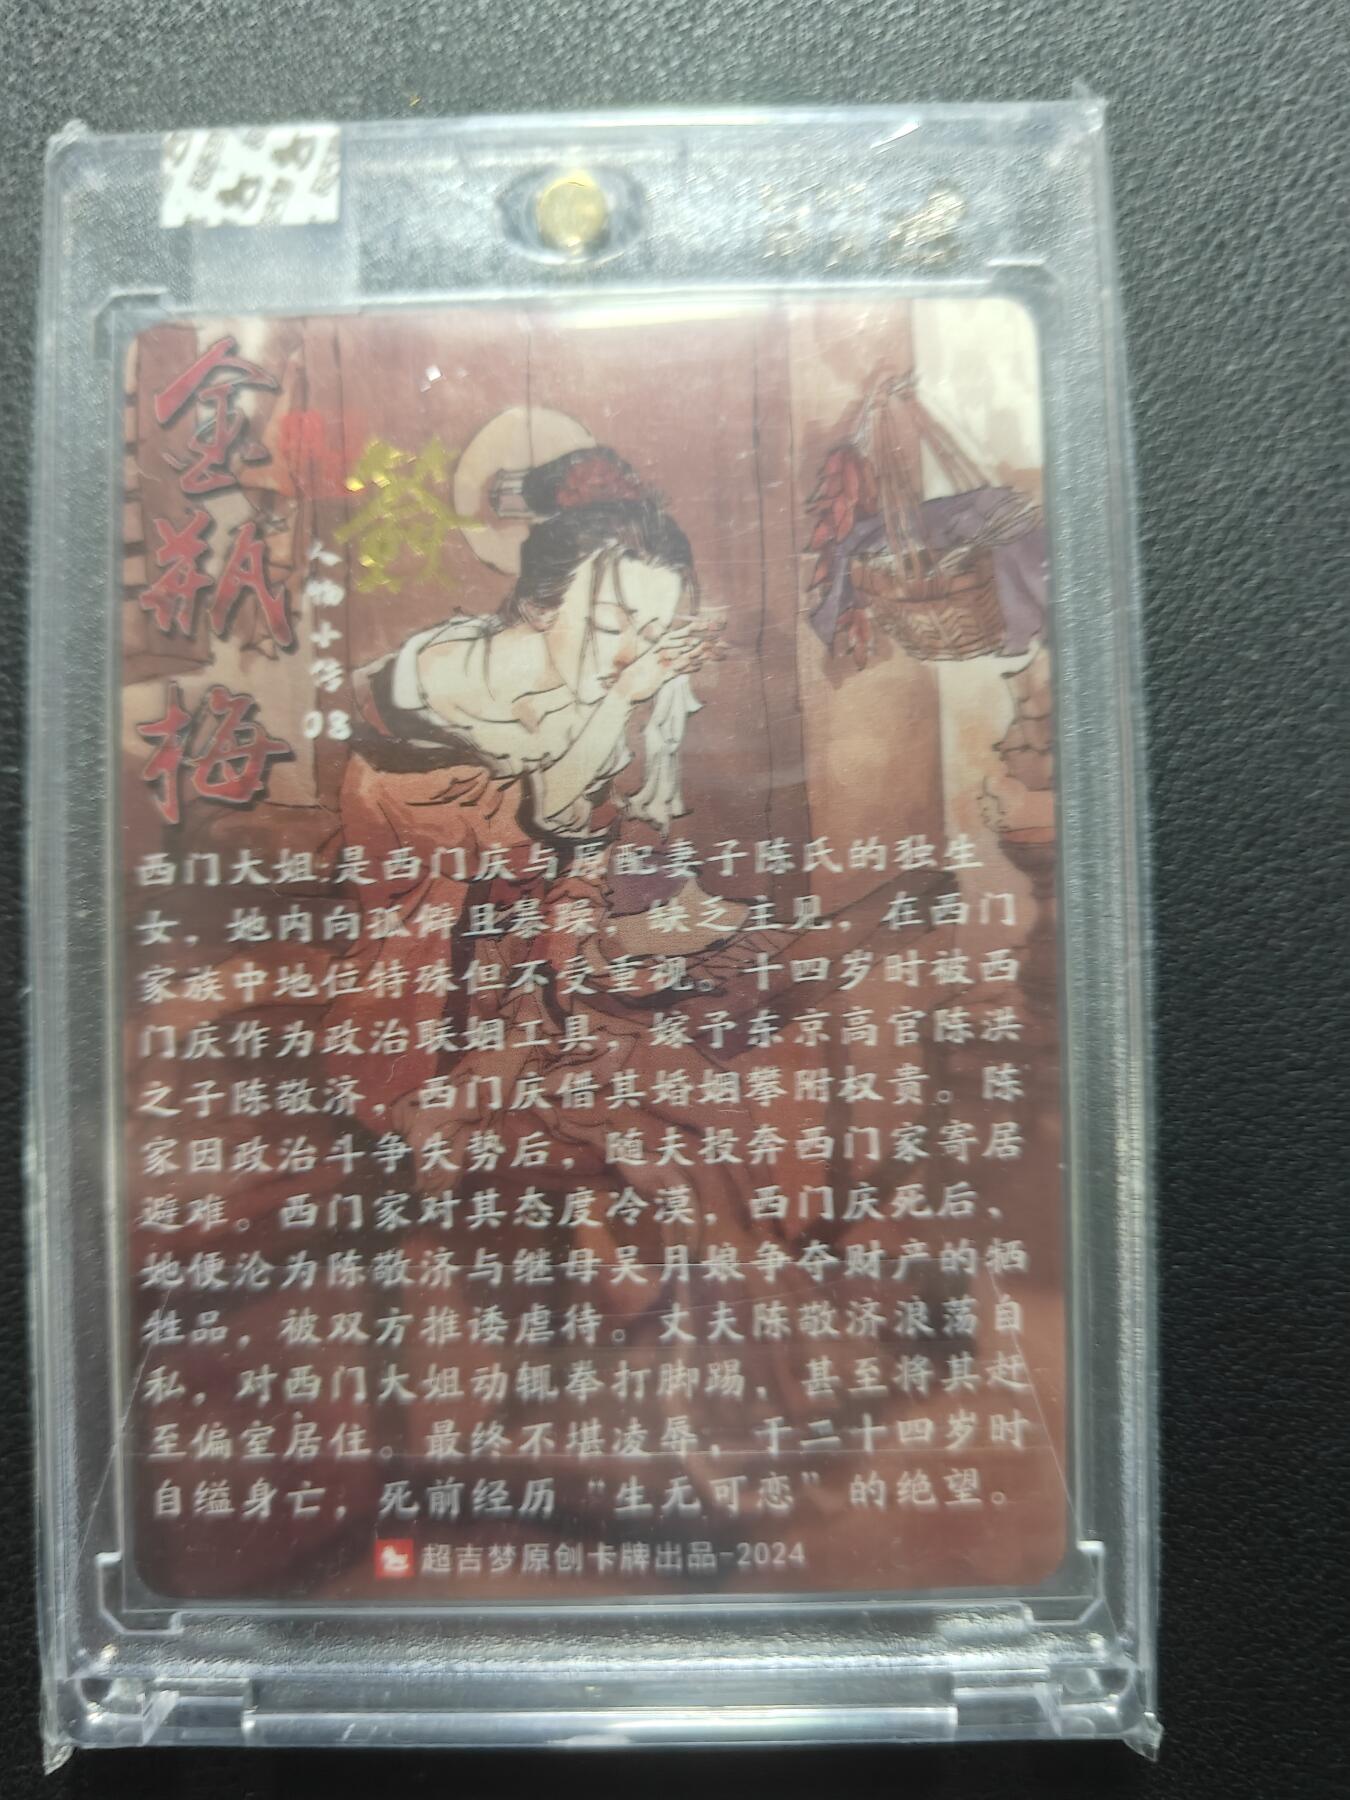 金瓶梅
人物小传
08
西门大姐:是西门庆与原配妻子陈氏的独生
女，她内向孤僻且暴躁，缺乏主见，在西门
家族中地位特殊但不受重视。十四岁时被西
门庆作为政治联姻工具，嫁予东京高官陈洪
之子陈敬济，西门庆借其婚姻攀附权贵。陈
家因政治斗争失势后，随夫投奔西门家寄居
避难。西门家对其态度冷漠，西门庆死后，
她便沦为陈敬济与继母吴月娘争夺财产的牺
牲品，被双方推诿虐待。丈夫陈敬济浪荡自
私，对西门大姐动辄拳打脚踢，甚至将其赶
至偏室居住。最终不堪凌辱，于二十四岁时
自缢身亡，死前经历“生无可恋”的绝望。
超吉梦原创卡牌出品-2024